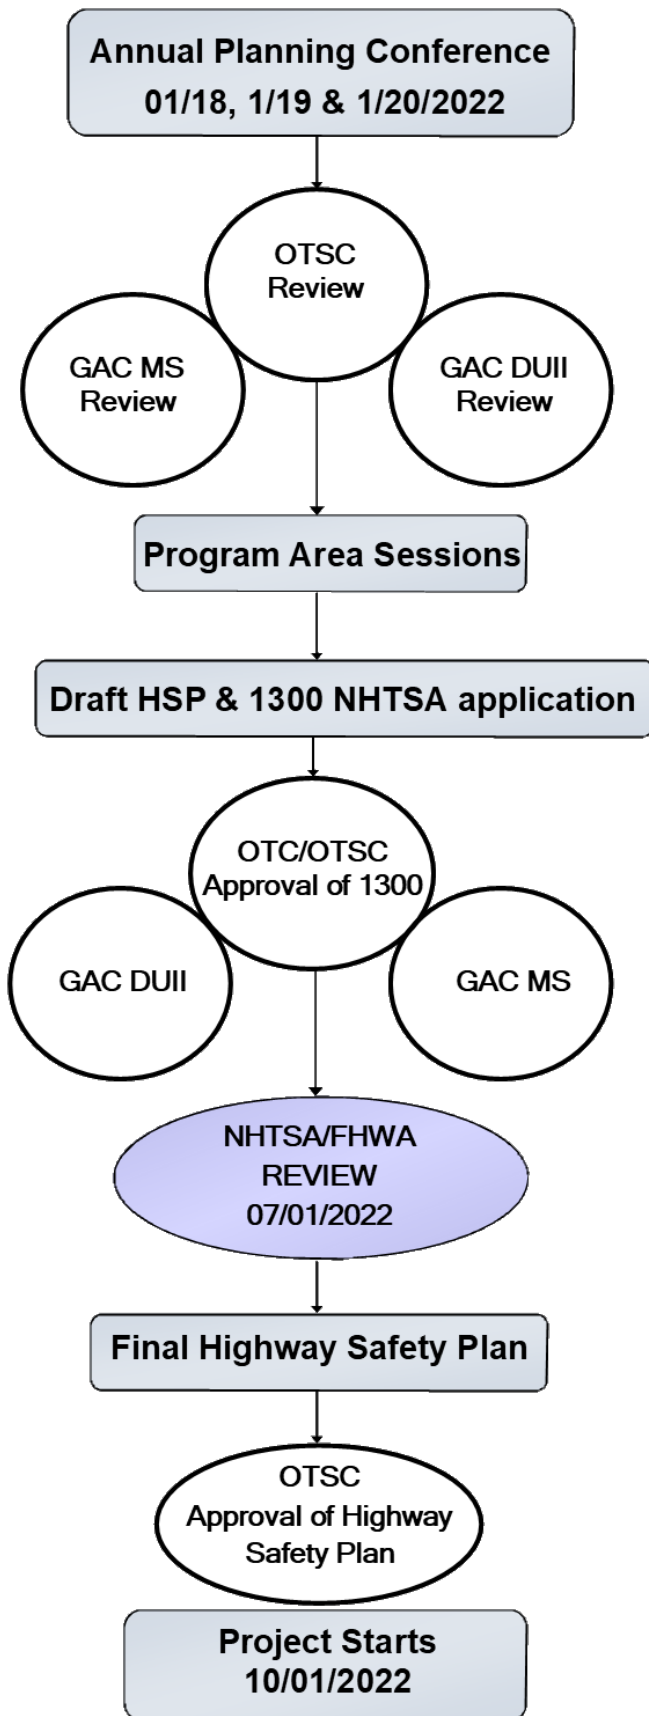 Annual Planning Conference
01/18, 1/19 & 1/20/2022
OTSC
Review
GAC MS
Review
GAC DUII
Review
Program Area Sessions
Draft HSP & 1300 NHTSA application
OTC/OTSC
Approval of 1300
GAC DUII
GAC MS
NHTSA/FHWA
REVIEW
07/01/2022
Final Highway Safety Plan
OTSC
Approval of Highway
Safety Plan
Project Starts
10/01/2022